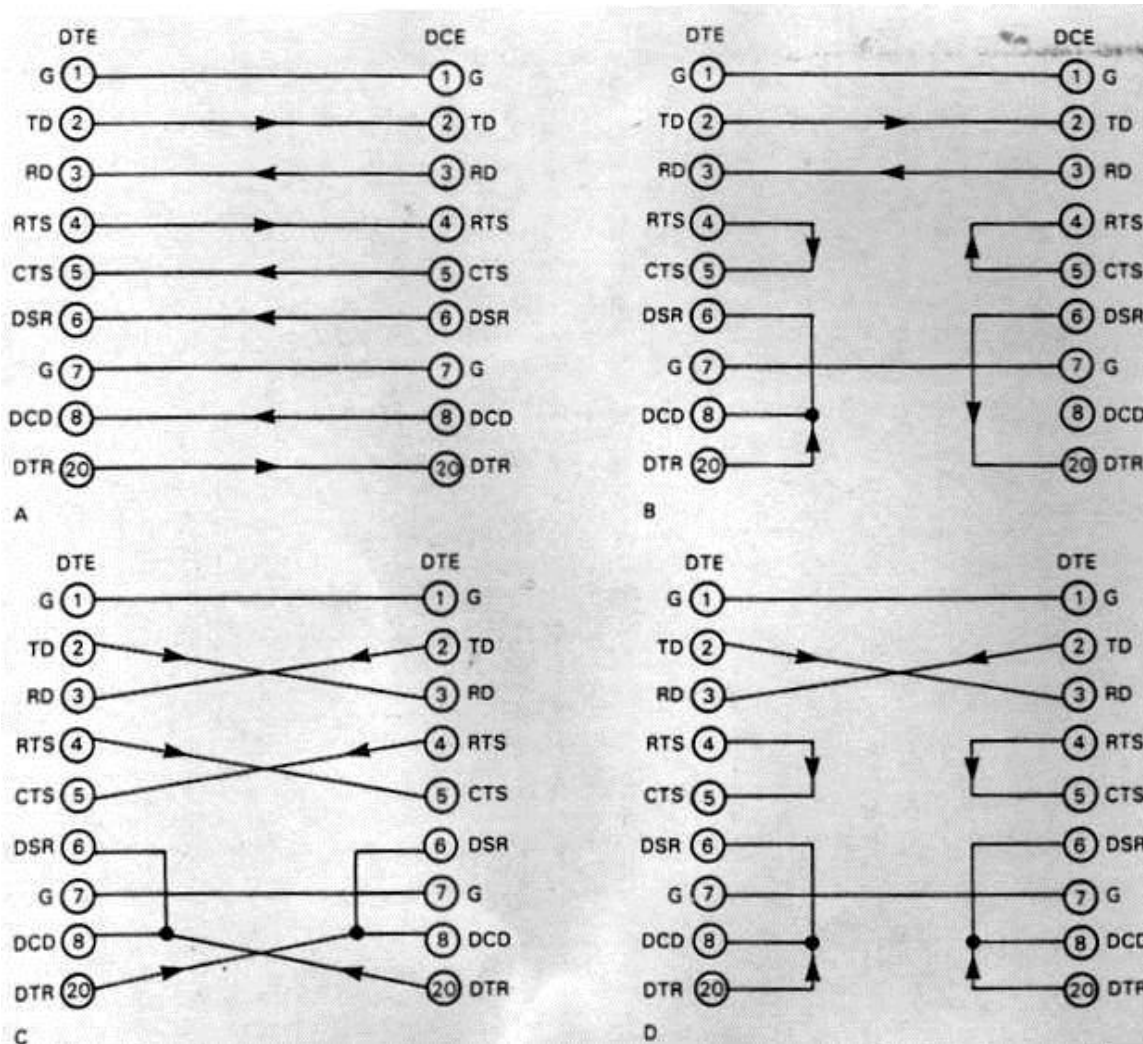 DTE DCE
G 1 1 G
TD 2 2 TD
RD 3 3 RD
RTS 4 4 RTS
CTS 5 5 CTS
DSR 6 6 DSR
G 7 7 G
DCD 8 8 DCD
DTR 20 20 DTR
A
DTE DCE
G 1 1 G
TD 2 2 TD
RD 3 3 RD
RTS 4 4 RTS
CTS 5 5 CTS
DSR 6 6 DSR
G 7 7 G
DCD 8 8 DCD
DTR 20 20 DTR
B
DTE DTE
G 1 1 G
TD 2 2 TD
RD 3 3 RD
RTS 4 4 RTS
CTS 5 5 CTS
DSR 6 6 DSR
G 7 7 G
DCD 8 8 DCD
DTR 20 20 DTR
C
DTE DTE
G 1 1 G
TD 2 2 TD
RD 3 3 RD
RTS 4 4 RTS
CTS 5 5 CTS
DSR 6 6 DSR
G 7 7 G
DCD 8 8 DCD
DTR 20 20 DTR
D